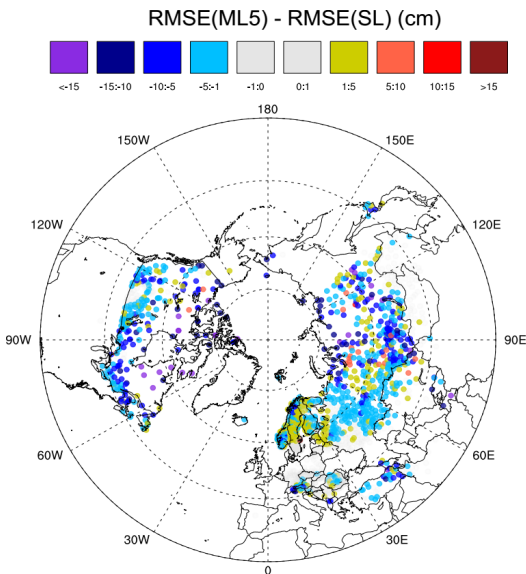 RMSE(ML5) - RMSE(SL) (cm)
<-15 -15:-10 -10:-5 -5:-1 -1:0 0:1 1:5 5:10 10:15 >15
180
150W 150E
120W 120E
90W 90E
60W 60E
30W 30E
0